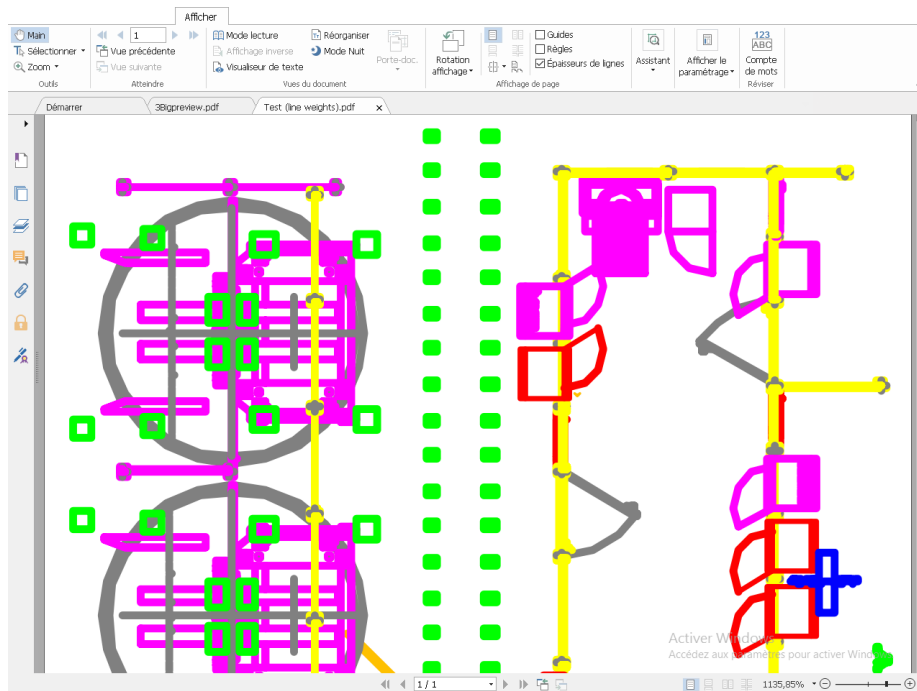 Afficher
Main
Sélectionner
Zoom
Outils
1
Vue précédente
Vue suivante
Atteindre
Mode lecture
Affichage inverse
Visualiseur de texte
Réorganiser
Mode Nuit
Porte-doc.
Vues du document
Rotation
affichage
Guides
Règles
Épaisseurs de lignes
Affichage de page
Assistant
Afficher le
paramétrage
123
ABC
Compte
de mots
Réviser
Démarrer
3Bigpreview.pdf
Test (line weights).pdf
Activer Windows
Accédez aux paramètres pour activer Windows
1 / 1
1135,85%